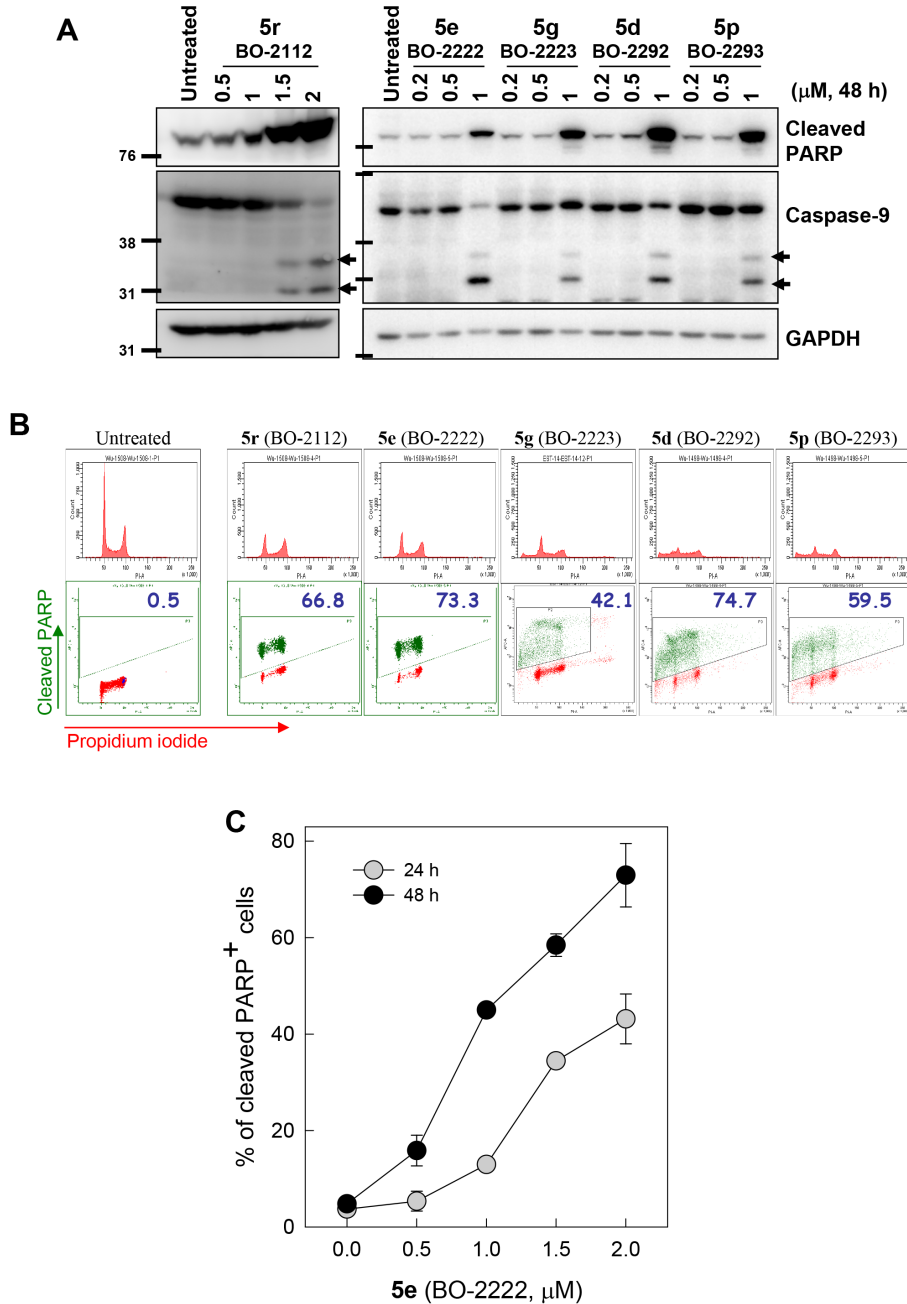 A
5r
BO-2112
5e
BO-2222
5g
BO-2223
5d
BO-2292
5p
BO-2293
Untreated 0.5 1 1.5 2
Untreated 0.2 0.5 1 0.2 0.5 1 0.2 0.5 1 0.2 0.5 1
(μM, 48 h)
76
Cleaved
PARP
38
31
Caspase-9
31
GAPDH
B
Untreated
5r (BO-2112)
5e (BO-2222)
5g (BO-2223)
5d (BO-2292)
5p (BO-2293)
0.5
66.8
73.3
42.1
74.7
59.5
Cleaved PARP
Propidium iodide
C
80
60
40
20
0
24 h
48 h
% of cleaved PARP+ cells
0.0 0.5 1.0 1.5 2.0
5e (BO-2222, μM)